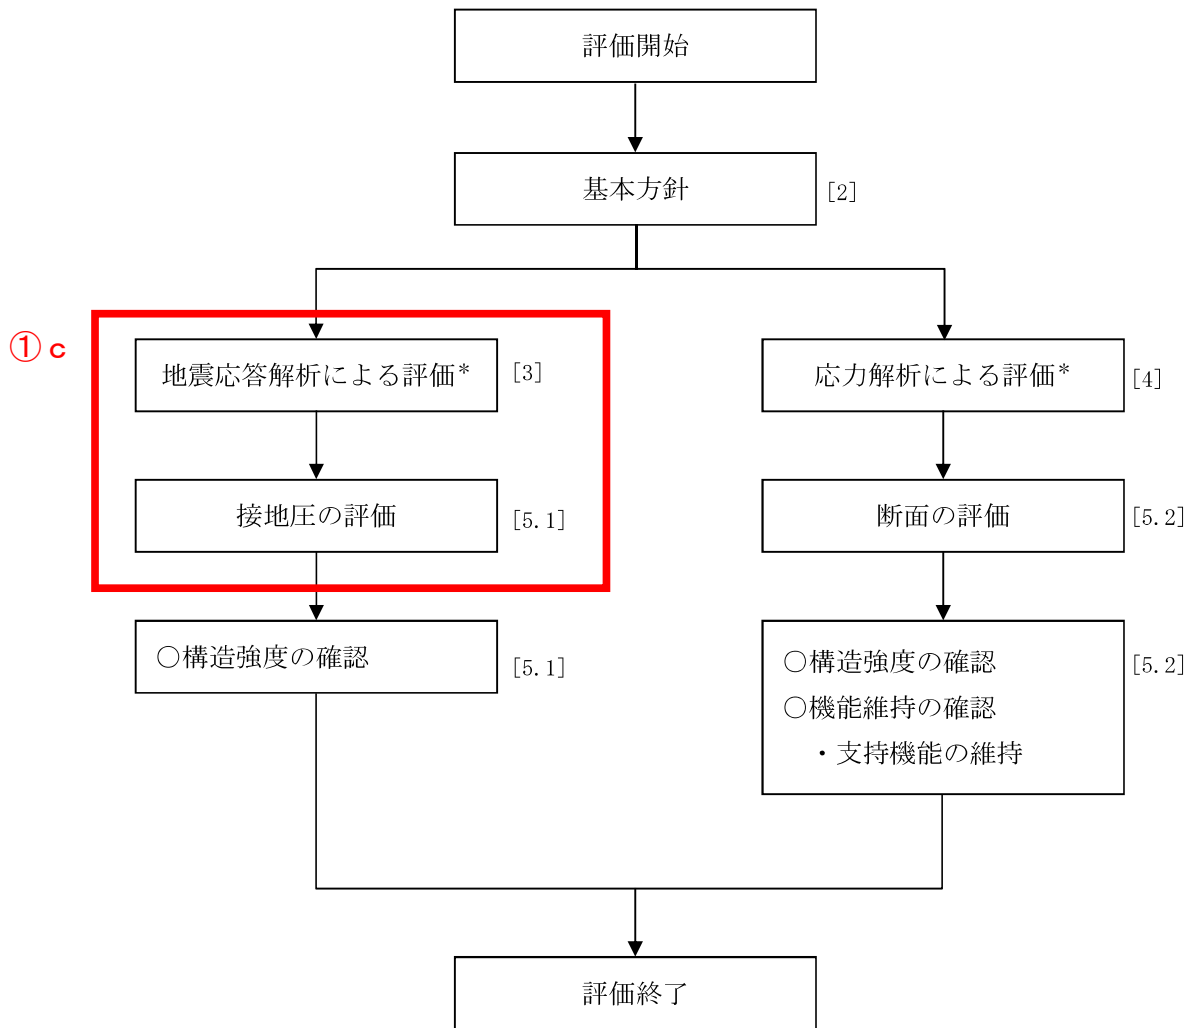 評価開始
基本方針
[2]
①c
地震応答解析による評価*
[3]
接地圧の評価
[5.1]
○構造強度の確認
[5.1]
応力解析による評価*
[4]
断面の評価
[5.2]
○構造強度の確認
○機能維持の確認
・支持機能の維持
[5.2]
評価終了